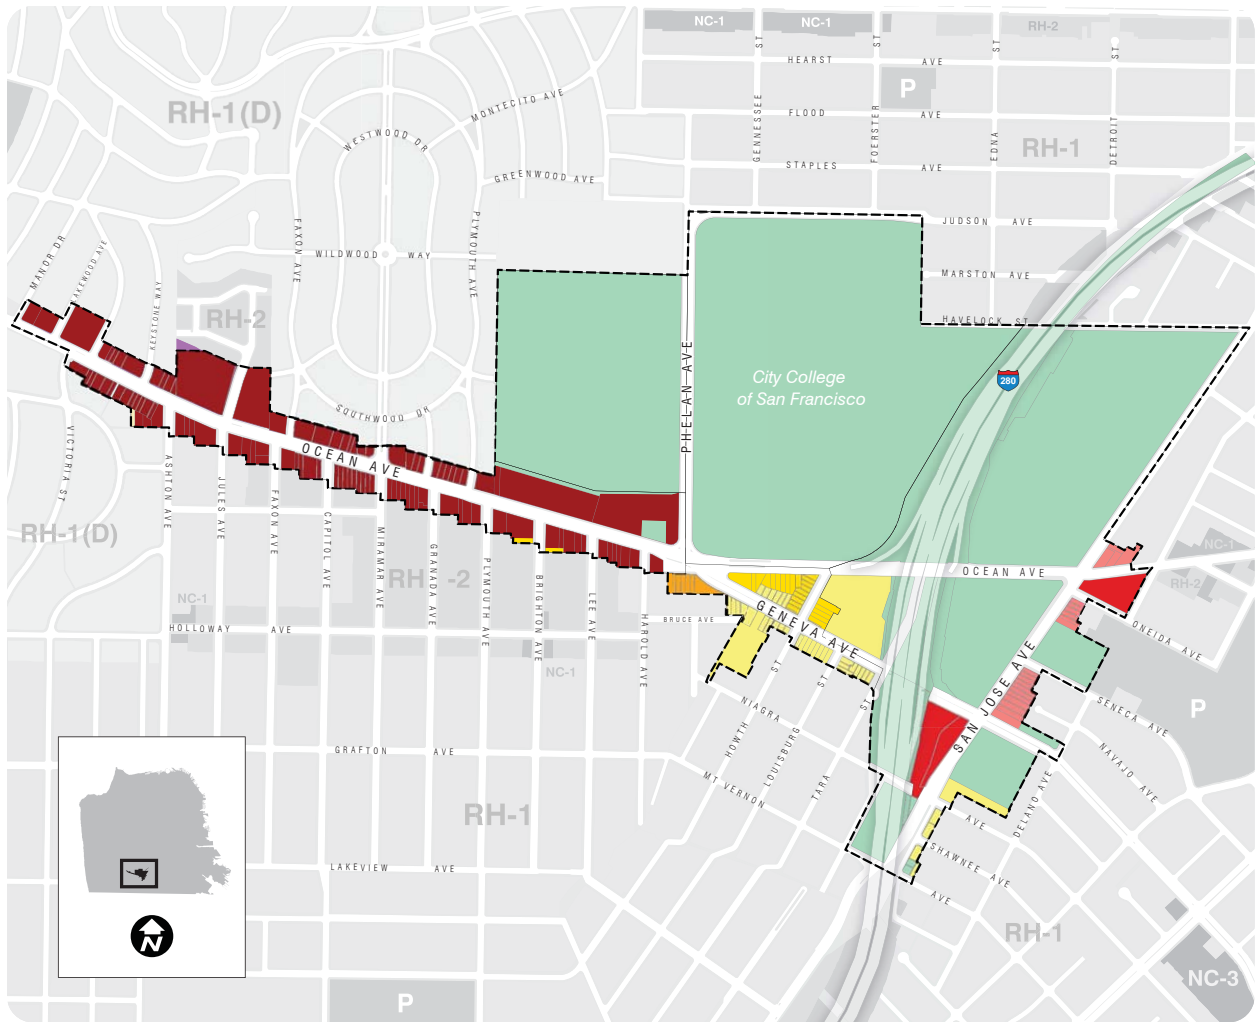 NC-1
NC-1
RH-2
ST
ST
ST
ST
HEARST AVE
P
RH-1(D)
MONTECITO AVE
GENNESSEE
FLOOD AVE
FOERSTER
EDNA
DETROIT
WESTWOOD DR
RH-1
STAPLES AVE
GREENWOOD AVE
JUDSON AVE
FAXON AVE
PLYMOUTH AVE
MANOR DR
WILDWOOD WAY
MARSTON AVE
KEYSTONE WAY
RH-2
HAVELOCK ST
PHELAN AVE
City College
of San Francisco
280
SOUTHWOOD DR
OCEAN AVE
VICTORIA ST
ASHTON AVE
JULES AVE
FAXON AVE
CAPITOL AVE
MIRAMAR AVE
GRANADA AVE
PLYMOUTH AVE
BRIGHTON AVE
LEE AVE
HAROLD AVE
RH-1(D)
RH-2
NC-1
OCEAN AVE
RH-2
NC-1
GENEVA AVE
BRUCE AVE
HOLLOWAY AVE
ONEIDA AVE
NC-1
ST
ST
ST
SAN JOSE AVE
NIAGRA
P
SENECA AVE
HOWTH
LOUISBURG
TARA
GRAFTON AVE
NAVAJO AVE
MT VERNON
AVE
DELANO AVE
RH-1
SHAWNEE AVE
LAKEVIEW AVE
AVE
N
RH-1
NC-3
P